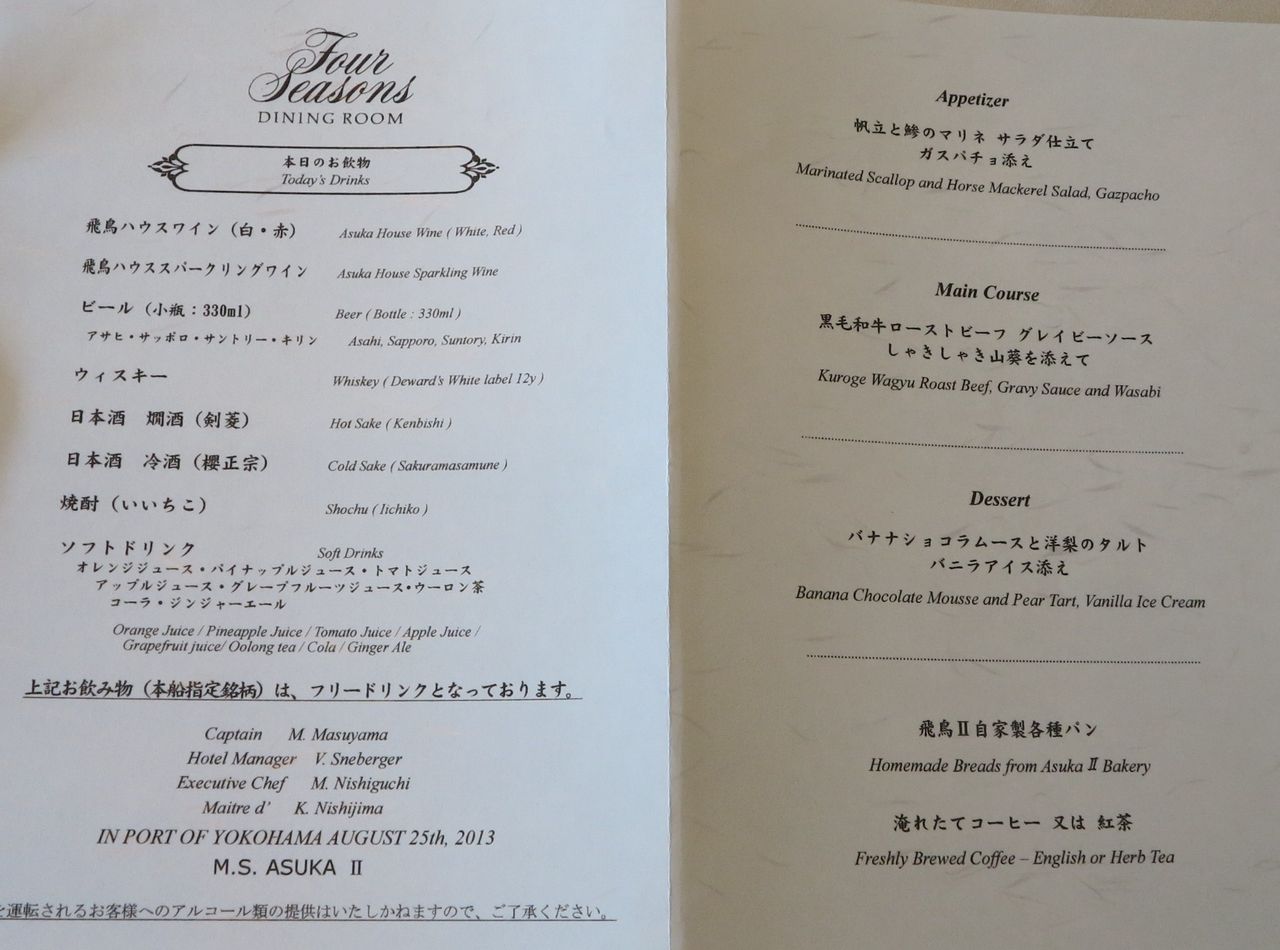 Four
Seasons
DINING ROOM
本日のお飲物
Today's Drinks
飛鳥ハウスワイン（白・赤） Asuka House Wine ( White, Red )
飛鳥ハウススパークリングワイン Asuka House Sparkling Wine
ビール（小瓶：330ml） Beer ( Bottle : 330ml )
アサヒ・サッポロ・サントリー・キリン Asahi, Sapporo, Suntory, Kirin
ウィスキー Whiskey ( Deward's White label 12y )
日本酒　燗酒（剣菱） Hot Sake ( Kenbishi )
日本酒　冷酒（櫻正宗） Cold Sake ( Sakuramasamune )
焼酎（いいちこ） Shochu ( Iichiko )
ソフトドリンク Soft Drinks
オレンジジュース・パイナップルジュース・トマトジュース
アップルジュース・グレープフルーツジュース・ウーロン茶
コーラ・ジンジャーエール
Orange Juice / Pineapple Juice / Tomato Juice / Apple Juice /
Grapefruit juice/ Oolong tea / Cola / Ginger Ale
上記お飲み物（本船指定銘柄）は、フリードリンクとなっております。
Captain M. Masuyama
Hotel Manager V. Sneberger
Executive Chef M. Nishiguchi
Maitre d' K. Nishijima
IN PORT OF YOKOHAMA AUGUST 25th, 2013
M.S. ASUKA Ⅱ
を運転されるお客様へのアルコール類の提供はいたしかねますので、ご了承ください。
Appetizer
帆立と鯵のマリネ サラダ仕立て
ガスパチョ添え
Marinated Scallop and Horse Mackerel Salad, Gazpacho
Main Course
黒毛和牛ローストビーフ グレイビーソース
しゃきしゃき山葵を添えて
Kuroge Wagyu Roast Beef, Gravy Sauce and Wasabi
Dessert
バナナショコラムースと洋梨のタルト
バニラアイス添え
Banana Chocolate Mousse and Pear Tart, Vanilla Ice Cream
飛鳥Ⅱ自家製各種パン
Homemade Breads from Asuka Ⅱ Bakery
淹れたてコーヒー 又は 紅茶
Freshly Brewed Coffee – English or Herb Tea